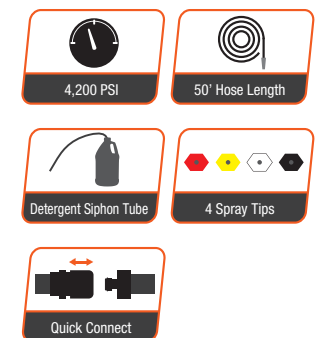 4,200 PSI
50' Hose Length
Detergent Siphon Tube
4 Spray Tips
Quick Connect